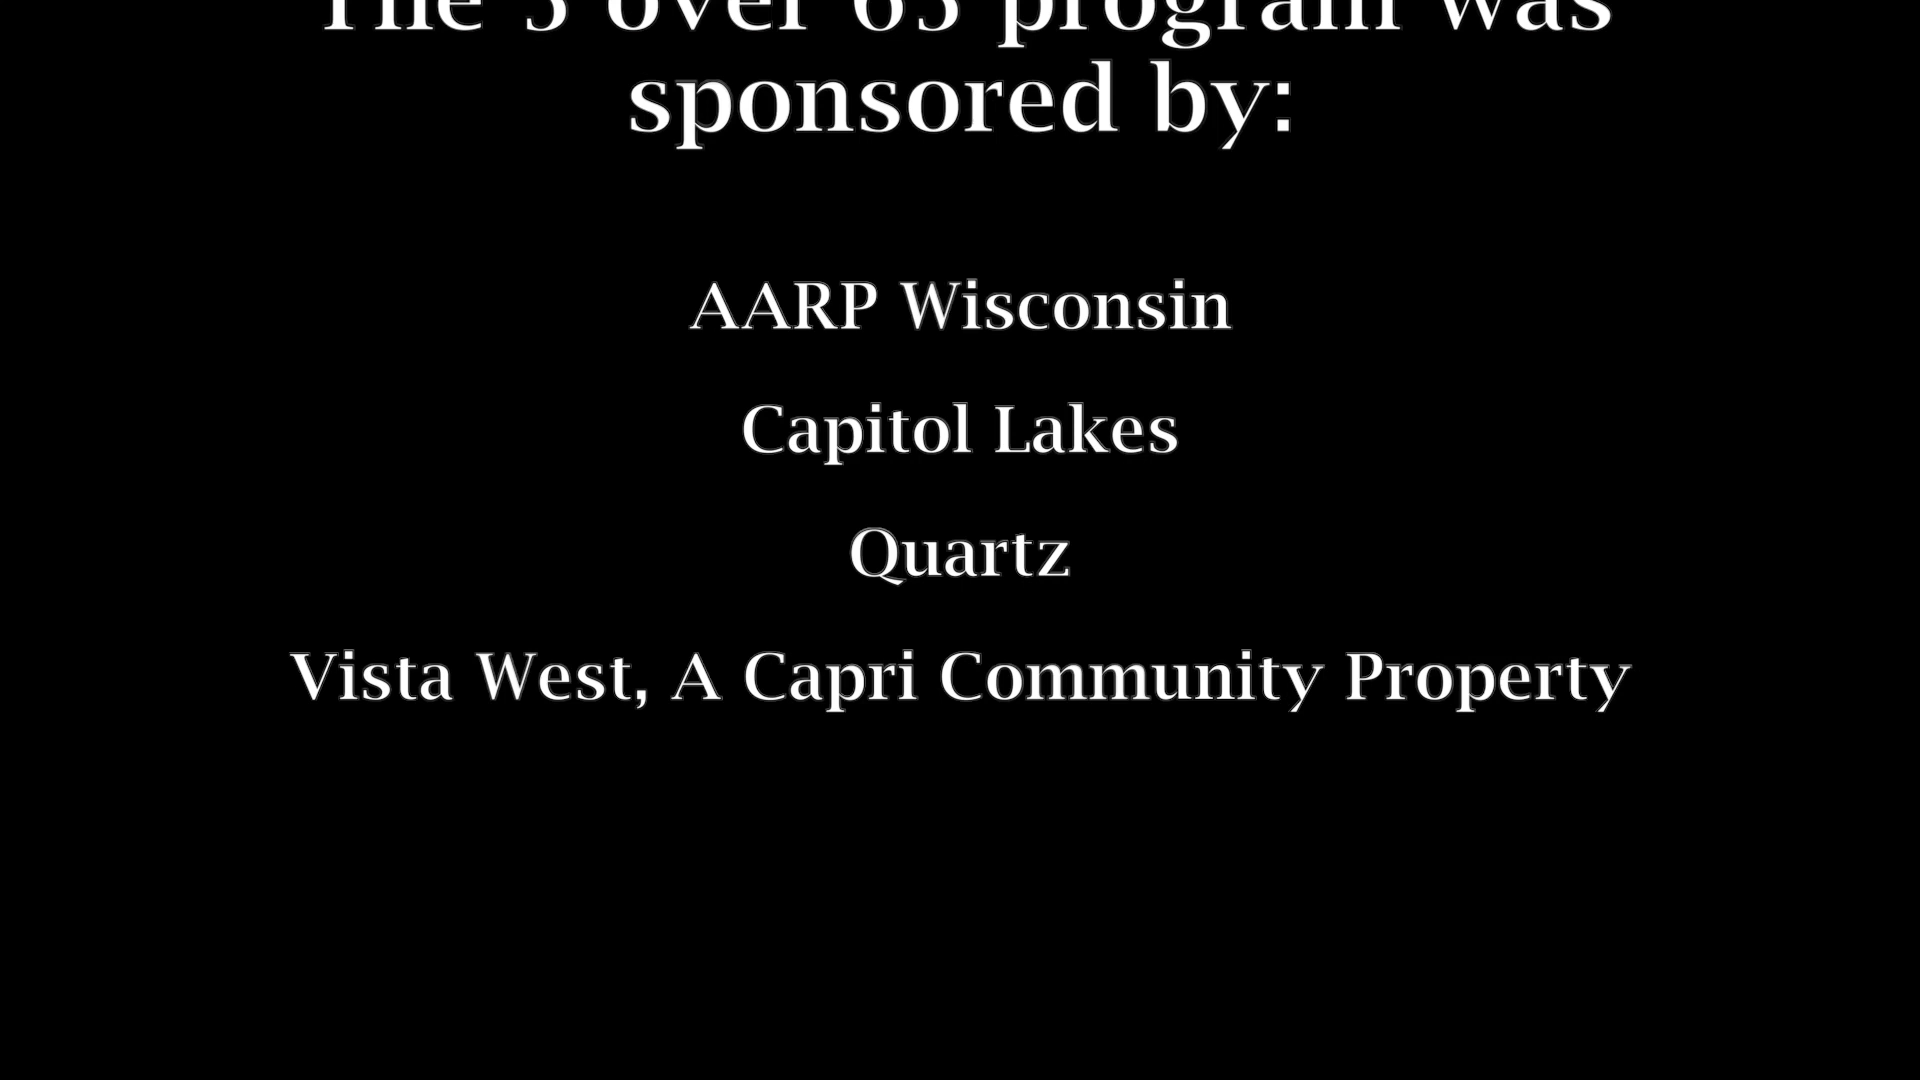 The 5 over 65 program was
sponsored by:
AARP Wisconsin
Capitol Lakes
Quartz
Vista West, A Capri Community Property